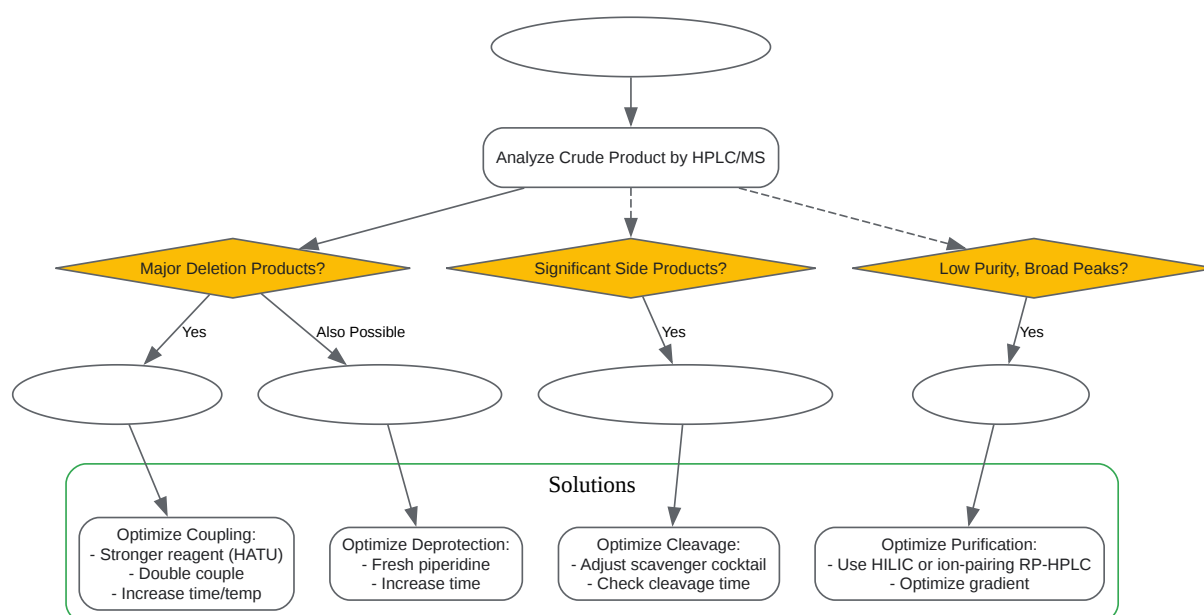 Analyze Crude Product by HPLC/MS
Major Deletion Products?
Significant Side Products?
Low Purity, Broad Peaks?
Yes
Also Possible
Yes
Yes
Solutions
Optimize Coupling:
- Stronger reagent (HATU)
- Double couple
- Increase time/temp
Optimize Deprotection:
- Fresh piperidine
- Increase time
Optimize Cleavage:
- Adjust scavenger cocktail
- Check cleavage time
Optimize Purification:
- Use HILIC or ion-pairing RP-HPLC
- Optimize gradient